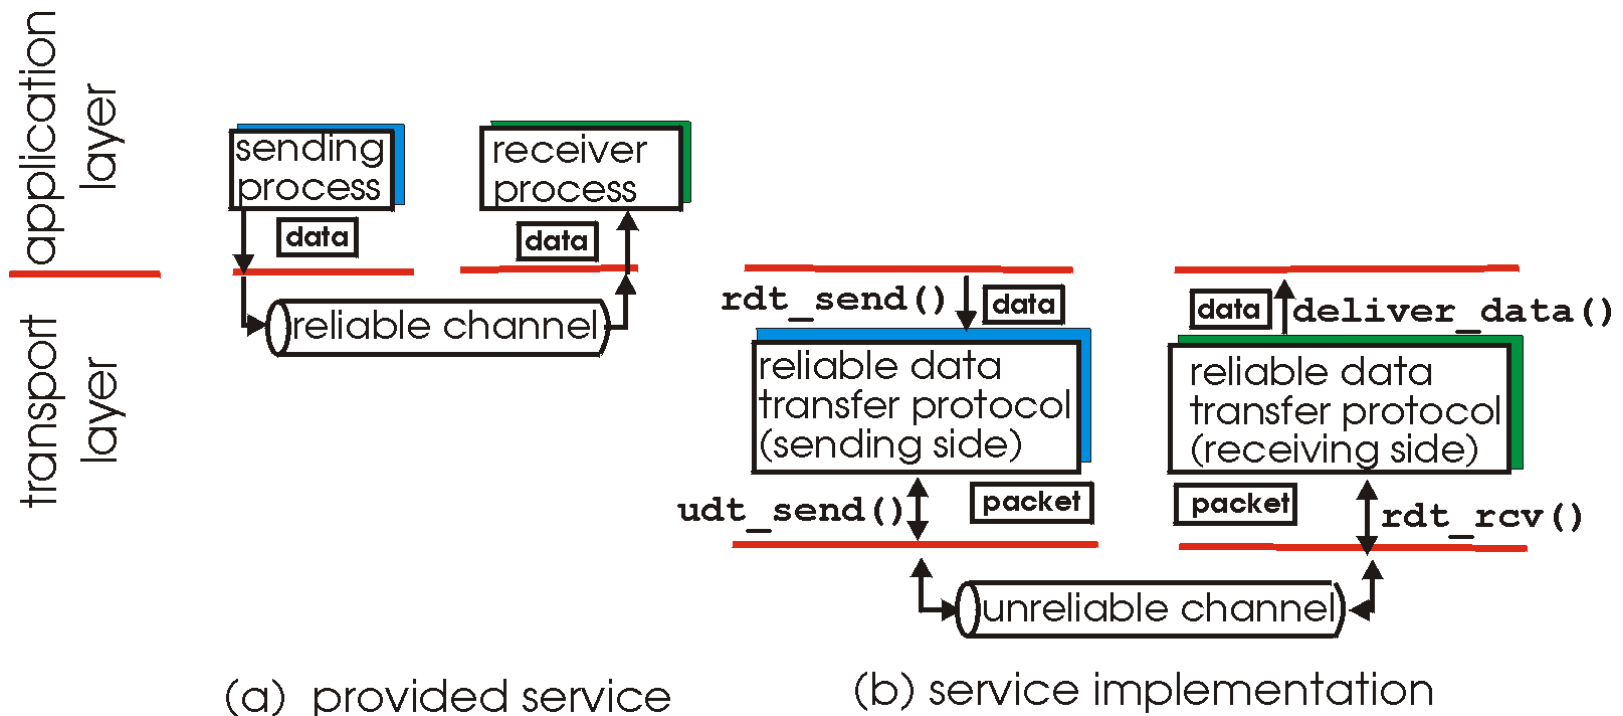 application
layer
transport
layer
sending
process
data
receiver
process
data
reliable channel
(a) provided service
rdt_send()
data
reliable data
transfer protocol
(sending side)
udt_send()
packet
data
deliver_data()
reliable data
transfer protocol
(receiving side)
packet
rdt_rcv()
unreliable channel
(b) service implementation